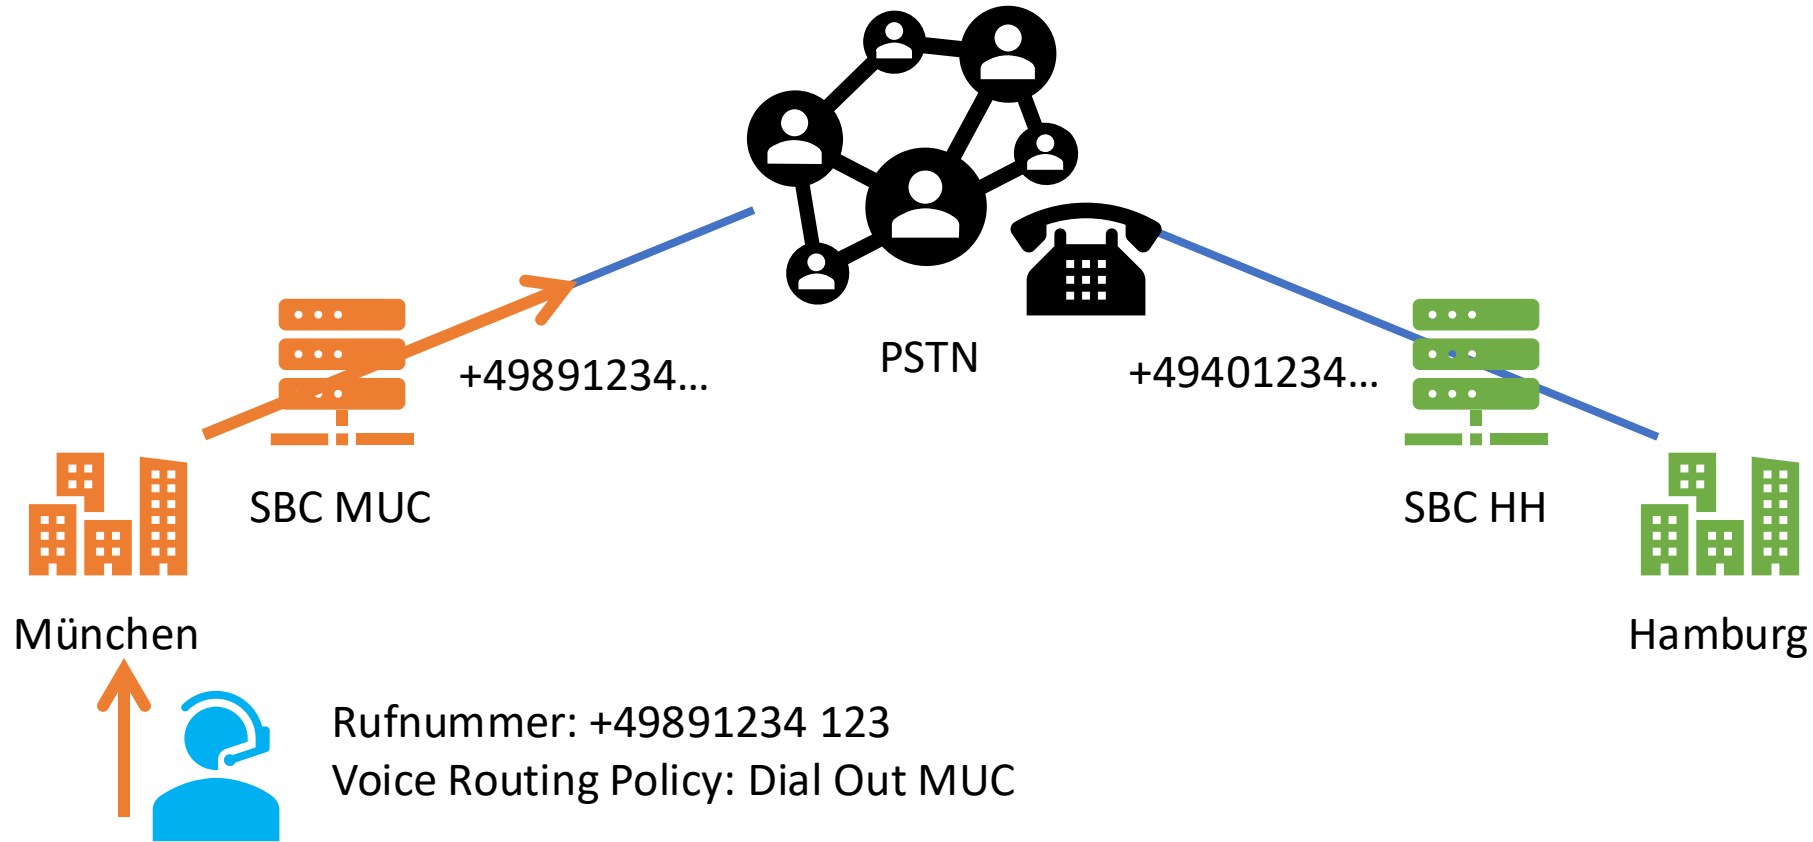 PSTN
+49891234...
+49401234...
SBC MUC
SBC HH
München
Hamburg
Rufnummer: +49891234 123
Voice Routing Policy: Dial Out MUC